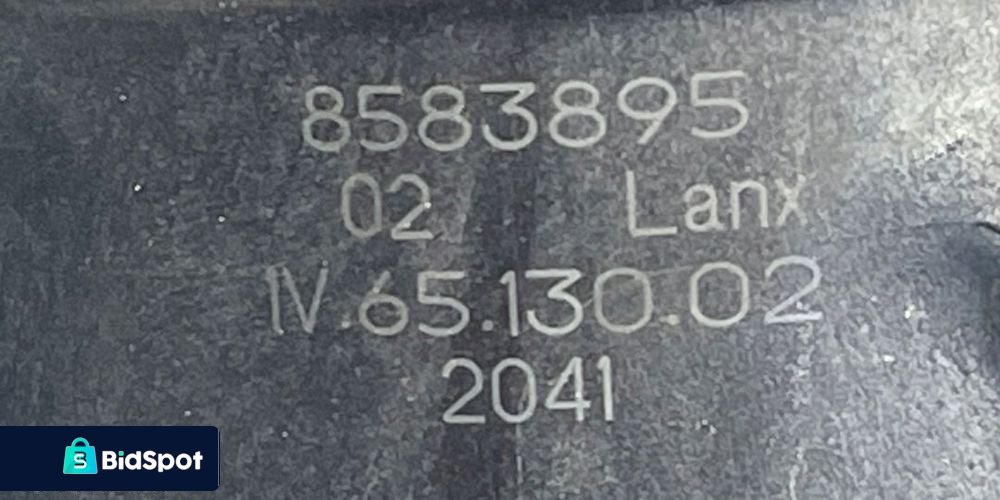 8583895
02 Lanx
IV.65.130.02
2041
BidSpot